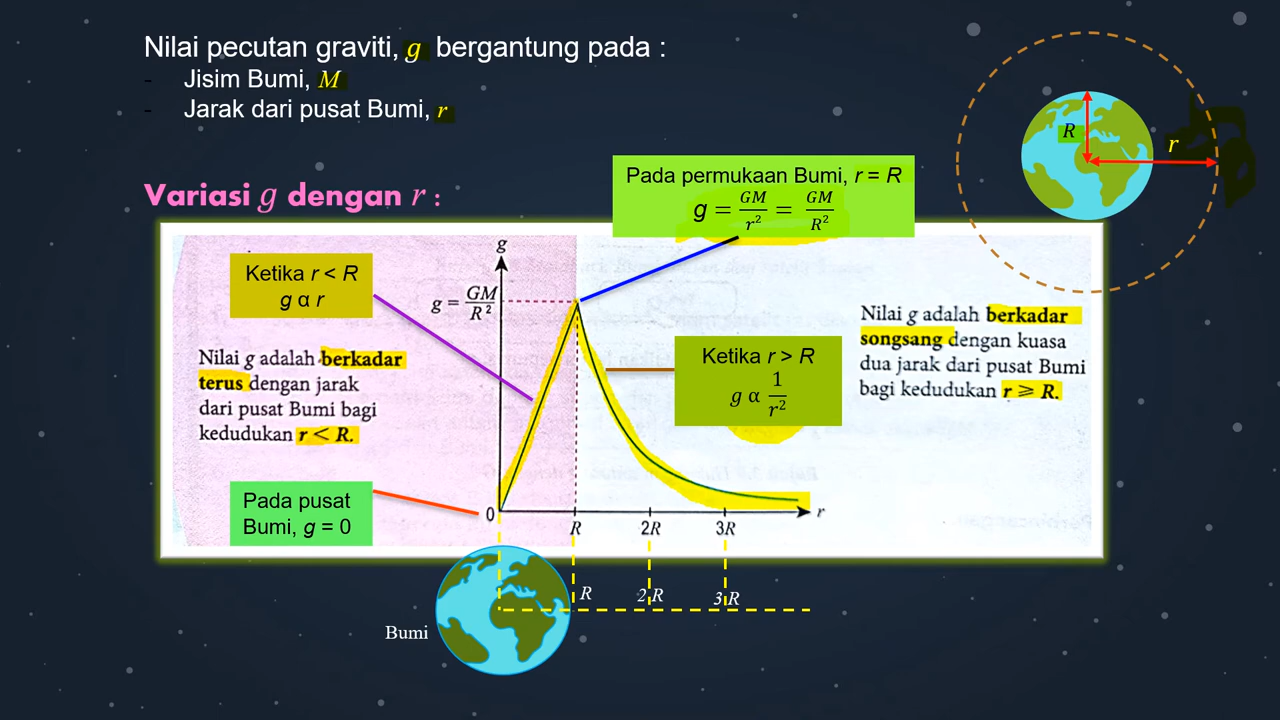 Nilai pecutan graviti, g bergantung pada :
- Jisim Bumi, M
- Jarak dari pusat Bumi, r
R
r
Variasi g dengan r :
Pada permukaan Bumi, r = R
g = GM/r² = GM/R²
Ketika r < R
g α r
g
g = GM/R²
Nilai g adalah berkadar
terus dengan jarak
dari pusat Bumi bagi
kedudukan r < R.
Ketika r > R
g α 1/r²
Nilai g adalah berkadar
songsang dengan kuasa
dua jarak dari pusat Bumi
bagi kedudukan r ⩾ R.
Pada pusat
Bumi, g = 0
0
R 2R 3R r
R 2R 3R
Bumi